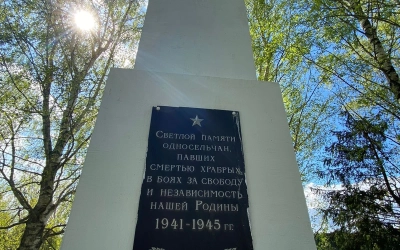 Светлой памяти
односельчан,
павших
смертью храбрых
в боях за свободу
и независимость
нашей Родины
1941-1945 гг.